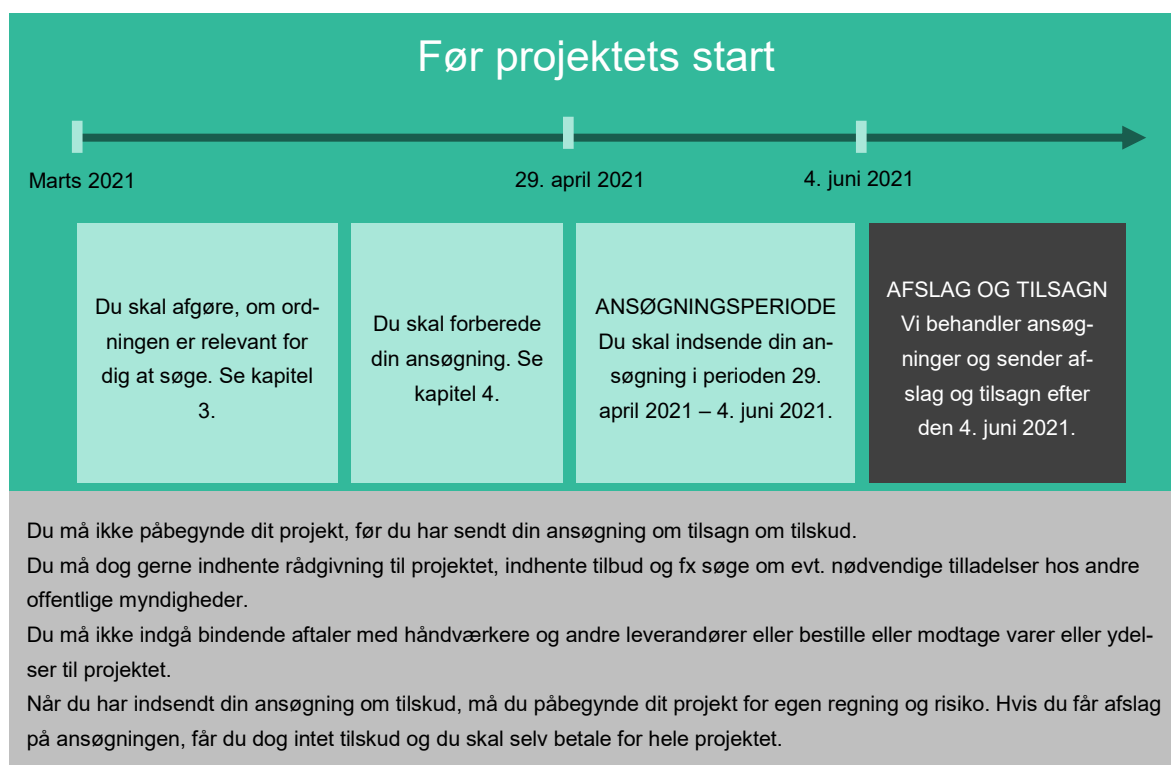 Før projektets start
Marts 2021
29. april 2021
4. juni 2021
Du skal afgøre, om ord-
ningen er relevant for
dig at søge. Se kapitel
3.
Du skal forberede
din ansøgning. Se
kapitel 4.
ANSØGNINGSPERIODE
Du skal indsende din an-
søgning i perioden 29.
april 2021 – 4. juni 2021.
AFSLAG OG TILSAGN
Vi behandler ansøg-
ninger og sender af-
slag og tilsagn efter
den 4. juni 2021.
Du må ikke påbegynde dit projekt, før du har sendt din ansøgning om tilsagn om tilskud.
Du må dog gerne indhente rådgivning til projektet, indhente tilbud og fx søge om evt. nødvendige tilladelser hos andre
offentlige myndigheder.
Du må ikke indgå bindende aftaler med håndværkere og andre leverandører eller bestille eller modtage varer eller ydel-
ser til projektet.
Når du har indsendt din ansøgning om tilskud, må du påbegynde dit projekt for egen regning og risiko. Hvis du får afslag
på ansøgningen, får du dog intet tilskud og du skal selv betale for hele projektet.